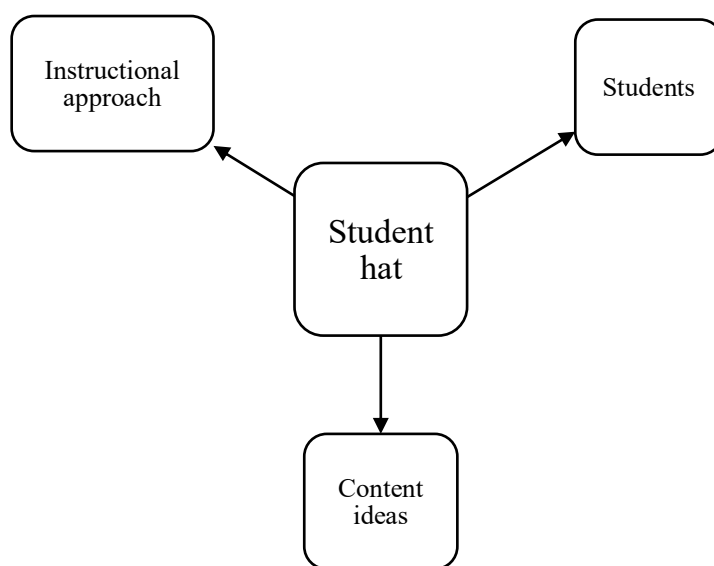 Instructional
approach
Students
Student
hat
Content
ideas